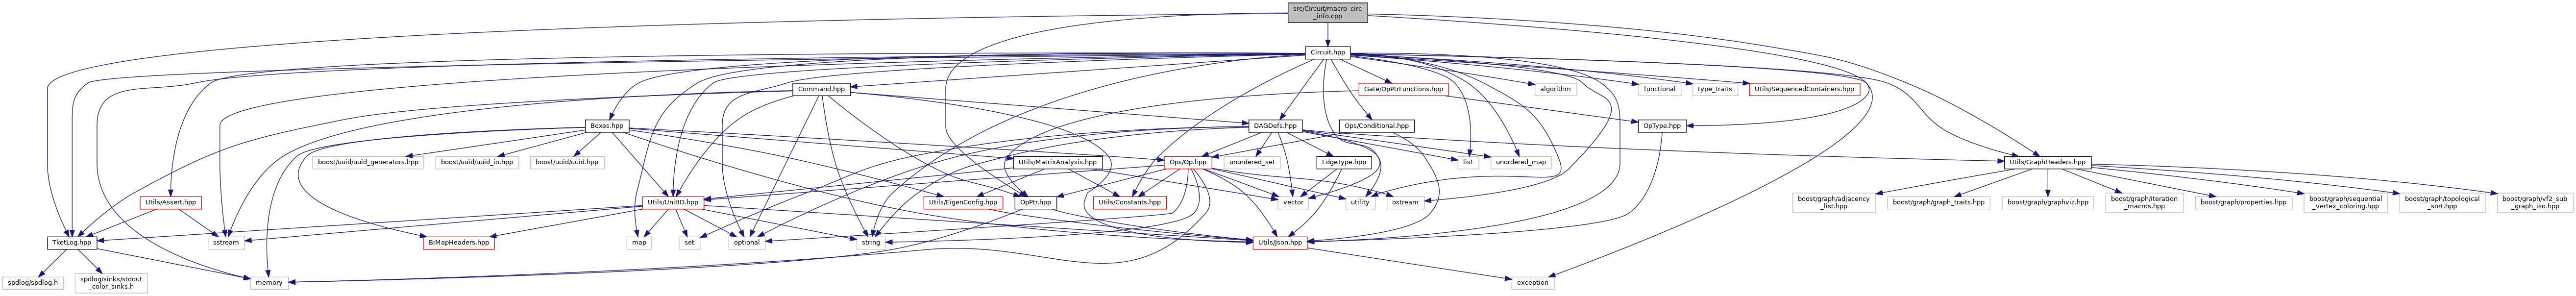 src/Circuit/macro_circ
_info.cpp
Circuit.hpp
Command.hpp
Gate/OpPtrFunctions.hpp
algorithm
functional
type_traits
Utils/SequencedContainers.hpp
Boxes.hpp
DAGDefs.hpp
Ops/Conditional.hpp
OpType.hpp
boost/uuid/uuid_generators.hpp
boost/uuid/uuid_io.hpp
boost/uuid/uuid.hpp
Utils/MatrixAnalysis.hpp
Ops/Op.hpp
unordered_set
EdgeType.hpp
list
unordered_map
Utils/GraphHeaders.hpp
Utils/Assert.hpp
Utils/UnitID.hpp
Utils/EigenConfig.hpp
OpPtr.hpp
Utils/Constants.hpp
vector
utility
ostream
boost/graph/adjacency
_list.hpp
boost/graph/graph_traits.hpp
boost/graph/graphviz.hpp
boost/graph/iteration
_macros.hpp
boost/graph/properties.hpp
boost/graph/sequential
_vertex_coloring.hpp
boost/graph/topological
_sort.hpp
boost/graph/vf2_sub
_graph_iso.hpp
TketLog.hpp
sstream
BiMapHeaders.hpp
map
set
optional
string
Utils/Json.hpp
spdlog/spdlog.h
spdlog/sinks/stdout
_color_sinks.h
memory
exception